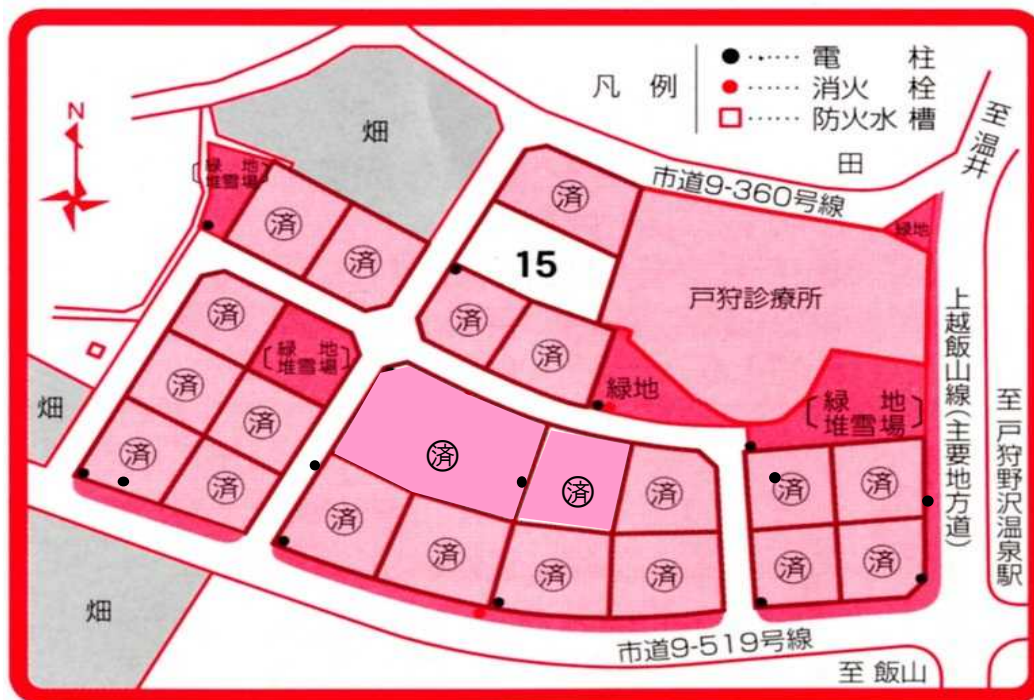 凡 例
●…… 電 柱
●…… 消火 栓
□…… 防火水 槽
N
畑
田
至 温井
市道9-360号線
〔緑 地
堆雪場〕
緑地
済
済
済
15
戸狩診療所
済
済
済
〔緑 地
堆雪場〕
済
済
済
済
済
畑
緑地
〔緑 地
堆雪場〕
上越飯山線(主要地方道)
至 戸狩野沢温泉駅
済
済
済
済
済
済
済
済
済
済
済
済
畑
市道9-519号線
至 飯山